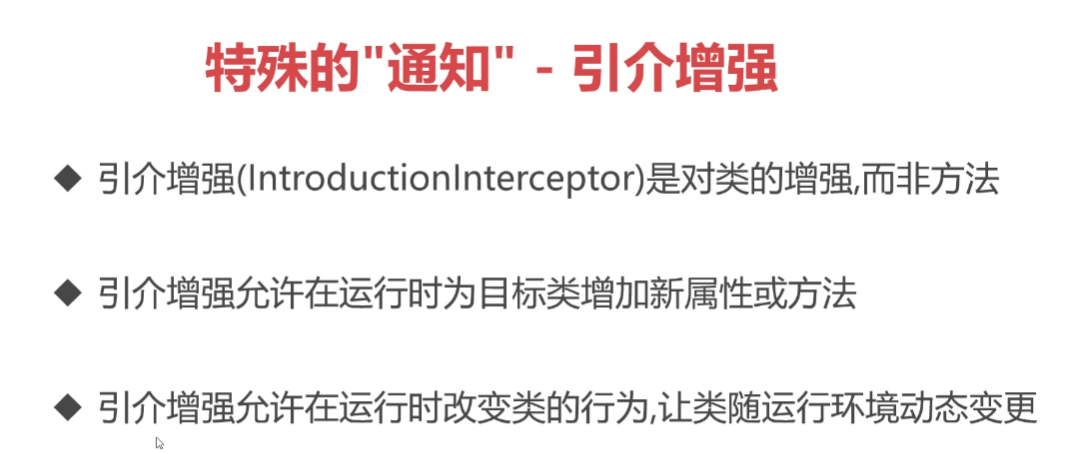 特殊的"通知" - 引介增强
◆ 引介增强(IntroductionInterceptor)是对类的增强,而非方法
◆ 引介增强允许在运行时为目标类增加新属性或方法
◆ 引介增强允许在运行时改变类的行为,让类随运行环境动态变更